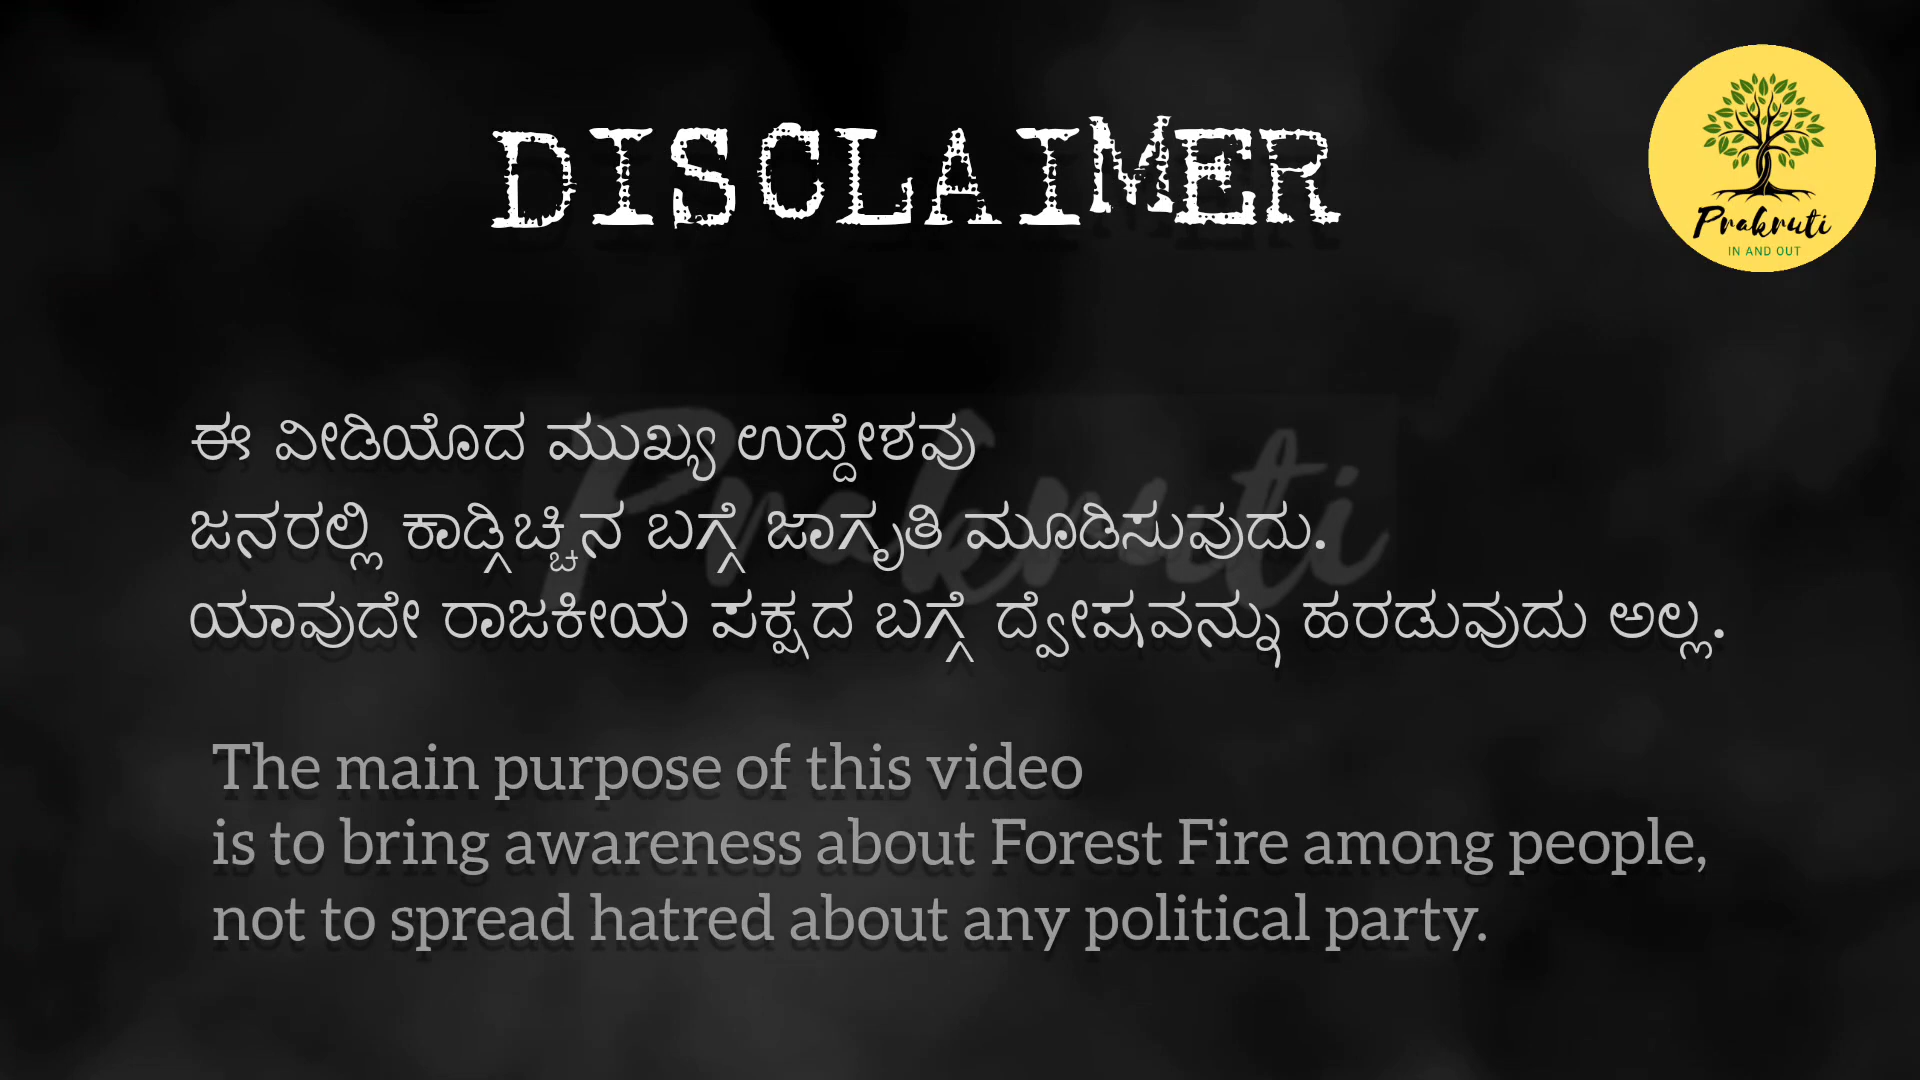 DISCLAIMER
Prakruti
IN AND OUT
ಈ ವೀಡಿಯೊದ ಮುಖ್ಯ ಉದ್ದೇಶವು
ಜನರಲ್ಲಿ ಕಾಡ್ಗಿಚ್ಚಿನ ಬಗ್ಗೆ ಜಾಗೃತಿ ಮೂಡಿಸುವುದು.
ಯಾವುದೇ ರಾಜಕೀಯ ಪಕ್ಷದ ಬಗ್ಗೆ ದ್ವೇಷವನ್ನು ಹರಡುವುದು ಅಲ್ಲ.
Prakruti
The main purpose of this video
is to bring awareness about Forest Fire among people,
not to spread hatred about any political party.